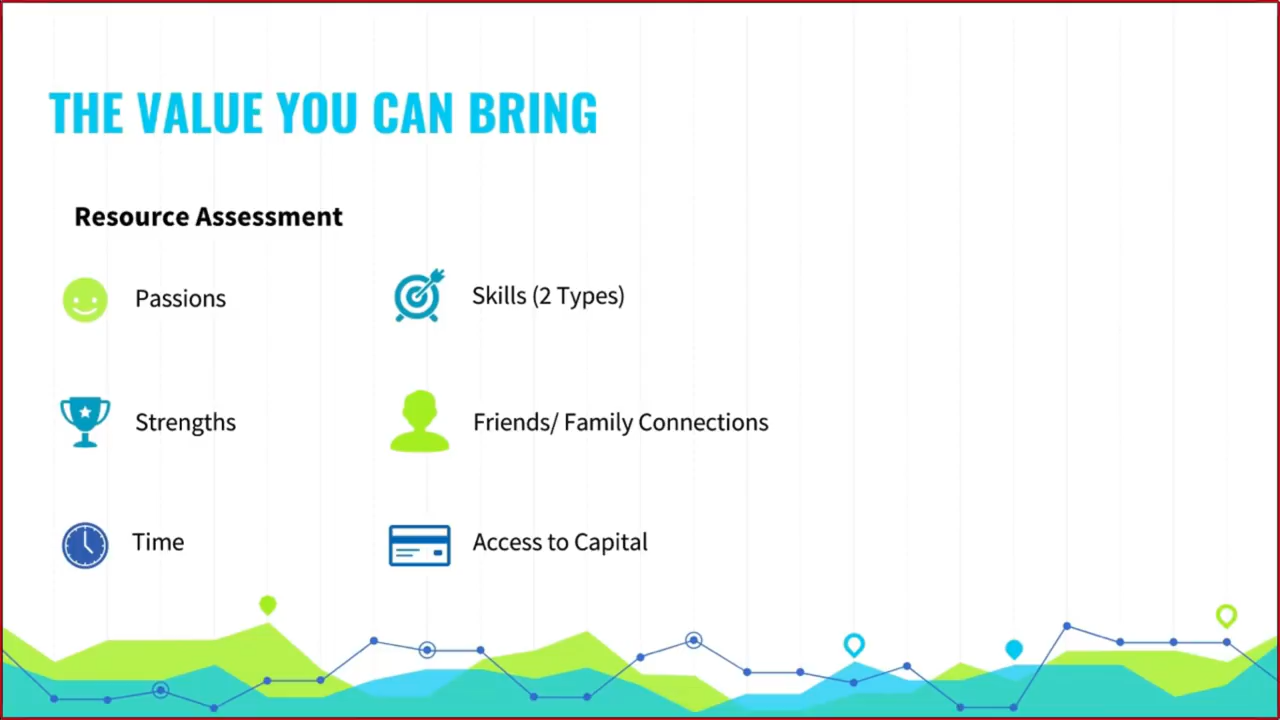 THE VALUE YOU CAN BRING
Resource Assessment
Passions
Skills (2 Types)
Strengths
Friends/ Family Connections
Time
Access to Capital